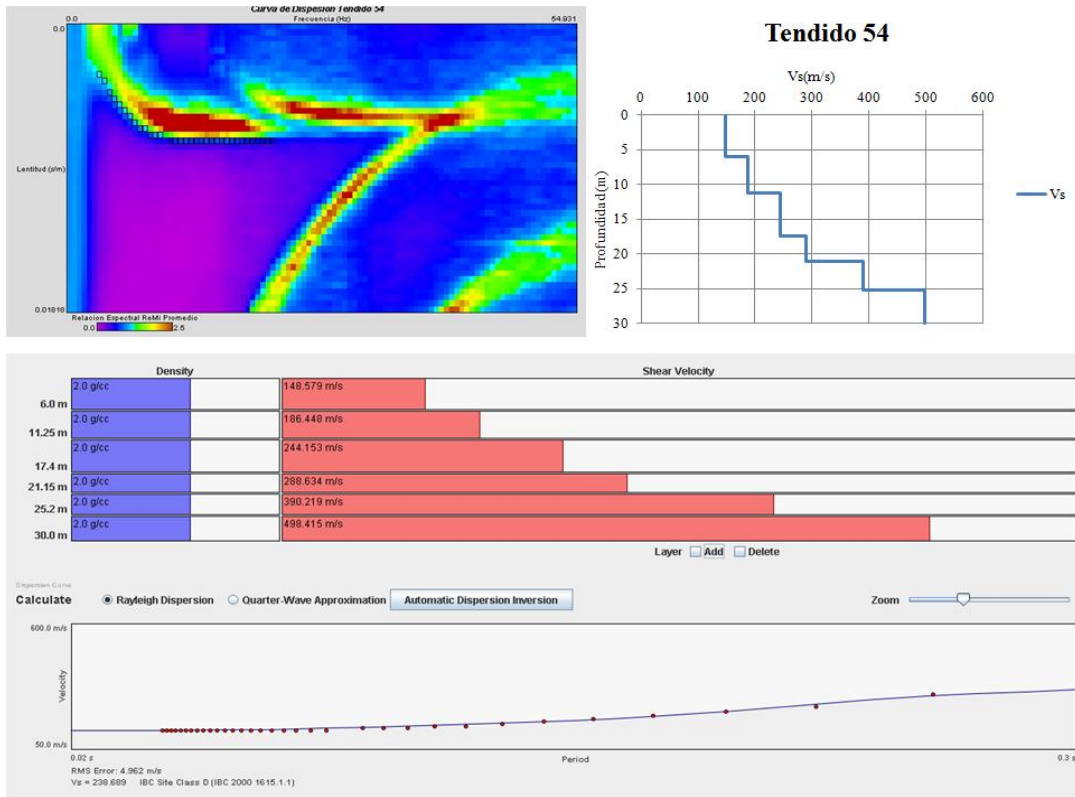 Curva de Dispesión Tendido 54
0.0 Frecuencia (Hz) 54.931
0.0
Lentitud (s/m)
0.01818
Relacion Espectral ReMi Promedio
0.0 2.5
Tendido 54
Vs(m/s)
0 100 200 300 400 500 600
0
5
10
15
20
25
30
Profundidad(m)
Vs
Density Shear Velocity
2.0 g/cc 148.579 m/s
6.0 m
2.0 g/cc 186.448 m/s
11.25 m
2.0 g/cc 244.153 m/s
17.4 m
2.0 g/cc 288.634 m/s
21.15 m
2.0 g/cc 390.219 m/s
25.2 m
2.0 g/cc 498.415 m/s
30.0 m
Layer Add Delete
Dispersion Curve
Calculate Rayleigh Dispersion Quarter-Wave Approximation Automatic Dispersion Inversion Zoom
600.0 m/s
Velocity
50.0 m/s
0.02 s Period 0.3 s
RMS Error: 4.962 m/s
Vs = 238.689 IBC Site Class D (IBC 2000 1615.1.1)